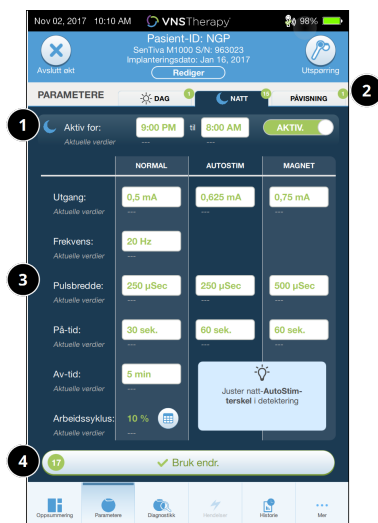 Nov 02, 2017 10:10 AM VNSTherapy 98%
Pasient-
ID: NGP
SenTiva M1000 S/N: 963023
Implanteringsdato: Jan 16, 2017
Avslutt økt Rediger Utspørring
PARAMETERE DAG 1 NATT 15 PÅVISNING 1
2
1 Aktiv for: 9:00 PM til 8:00 AM AKTIV.
Aktuelle verdier --- ---
NORMAL AUTOSTIM MAGNET
Utgang: 0,5 mA 0,625 mA 0,75 mA
Aktuelle verdier --- --- ---
Frekvens: 20 Hz
Aktuelle verdier ---
3
Pulsbredde: 250 µSec 250 µSec 500 µSec
Aktuelle verdier --- --- ---
På-tid: 30 sek. 60 sek. 60 sek.
Aktuelle verdier --- --- ---
Av-tid: 5 min
Aktuelle verdier ---
Juster natt-AutoStim-
terskel i detektering
Arbeidssyklus: 10 %
Aktuelle verdier ---
4 17 Bruk endr.
Oppsummering Parametere Diagnostikk Hendelser Historie Mer